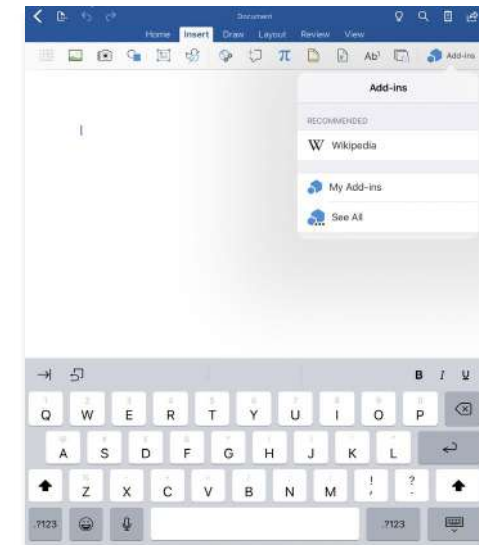 Document
Home Insert Draw Layout Review View
Ab¹ Add-ins
Add-ins
RECOMMENDED
W Wikipedia
My Add-ins
See All
B I U
Q W E R T Y U I O P
A S D F G H J K L
Z X C V B N M ! , ? .
.?123 .?123